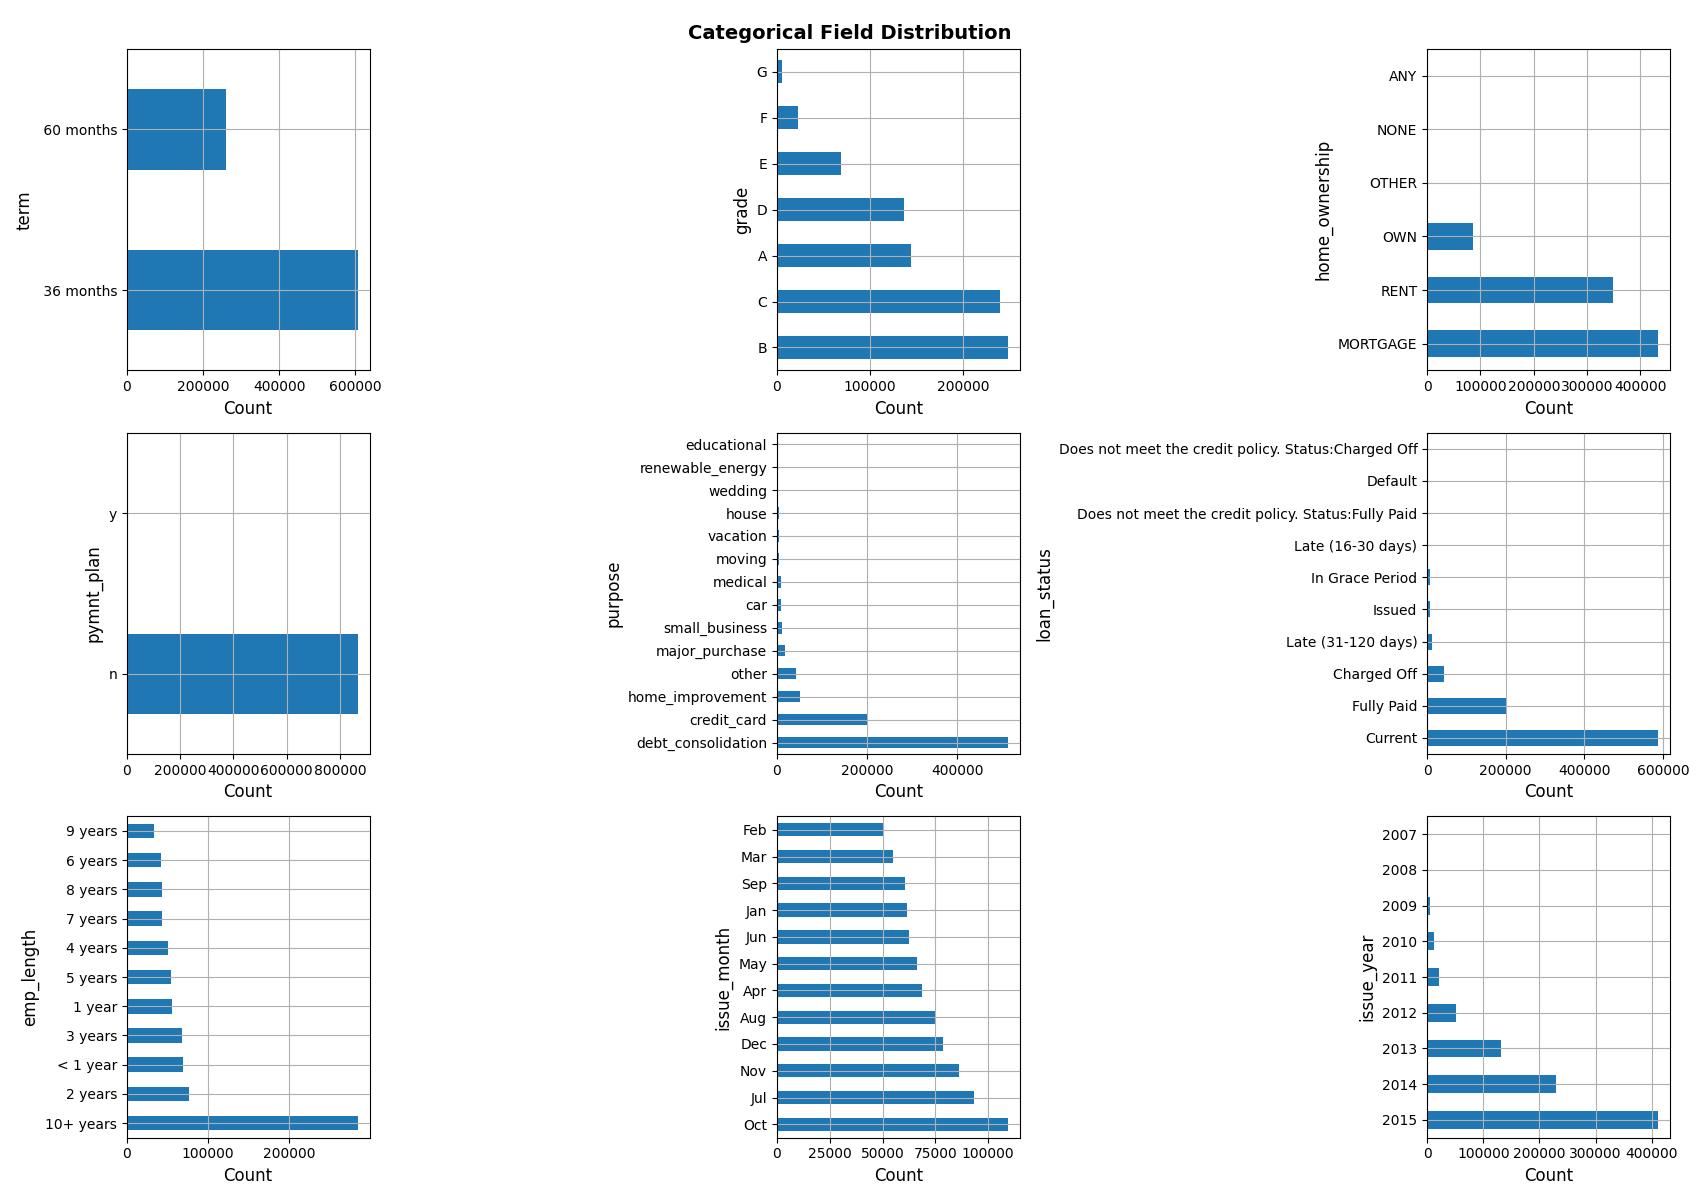 Categorical Field Distribution
term
60 months
36 months
0 200000 400000 600000
Count
grade
G
F
E
D
A
C
B
0 100000 200000
Count
home_ownership
ANY
NONE
OTHER
OWN
RENT
MORTGAGE
0 100000 200000 300000 400000
Count
pymnt_plan
y
n
0 200000 400000 600000 800000
Count
purpose
educational
renewable_energy
wedding
house
vacation
moving
medical
car
small_business
major_purchase
other
home_improvement
credit_card
debt_consolidation
0 200000 400000
Count
loan_status
Does not meet the credit policy. Status:Charged Off
Default
Does not meet the credit policy. Status:Fully Paid
Late (16-30 days)
In Grace Period
Issued
Late (31-120 days)
Charged Off
Fully Paid
Current
0 200000 400000 600000
Count
emp_length
9 years
6 years
8 years
7 years
4 years
5 years
1 year
3 years
< 1 year
2 years
10+ years
0 100000 200000
Count
issue_month
Feb
Mar
Sep
Jan
Jun
May
Apr
Aug
Dec
Nov
Jul
Oct
0 25000 50000 75000 100000
Count
issue_year
2007
2008
2009
2010
2011
2012
2013
2014
2015
0 100000 200000 300000 400000
Count